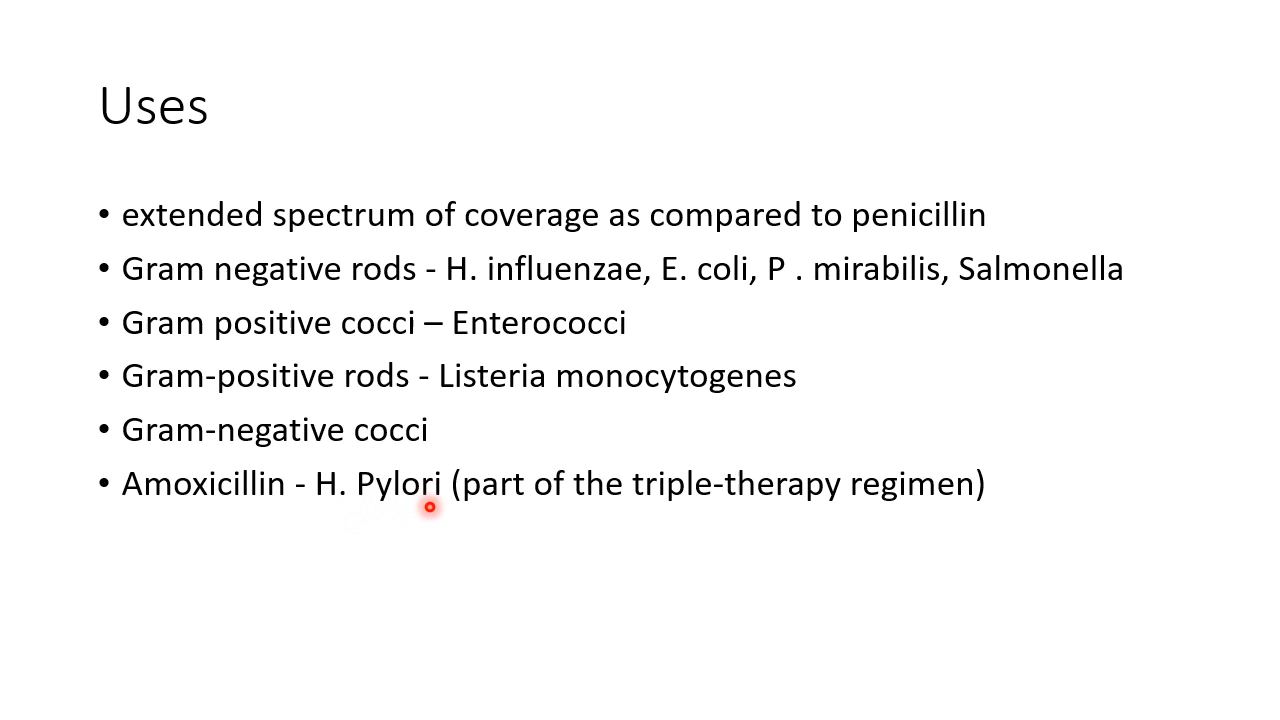 Uses
• extended spectrum of coverage as compared to penicillin
• Gram negative rods - H. influenzae, E. coli, P . mirabilis, Salmonella
• Gram positive cocci – Enterococci
• Gram-positive rods - Listeria monocytogenes
• Gram-negative cocci
• Amoxicillin - H. Pylori (part of the triple-therapy regimen)